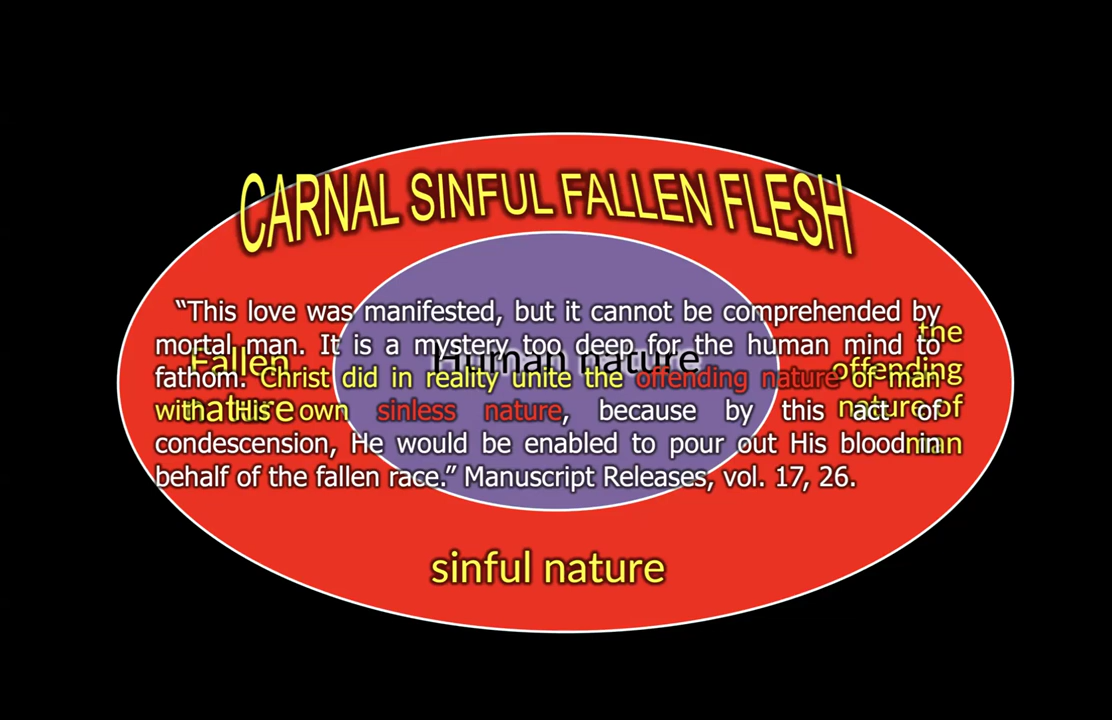 CARNAL SINFUL FALLEN FLESH
“This love was manifested, but it cannot be comprehended by
mortal man. It is a mystery too deep for the human mind to
fathom. Christ did in reality unite the offending nature of man
with His own sinless nature, because by this act of
condescension, He would be enabled to pour out His blood in
behalf of the fallen race.” Manuscript Releases, vol. 17, 26.
Fallen
nature
Human nature
the
offending
nature of
man
sinful nature